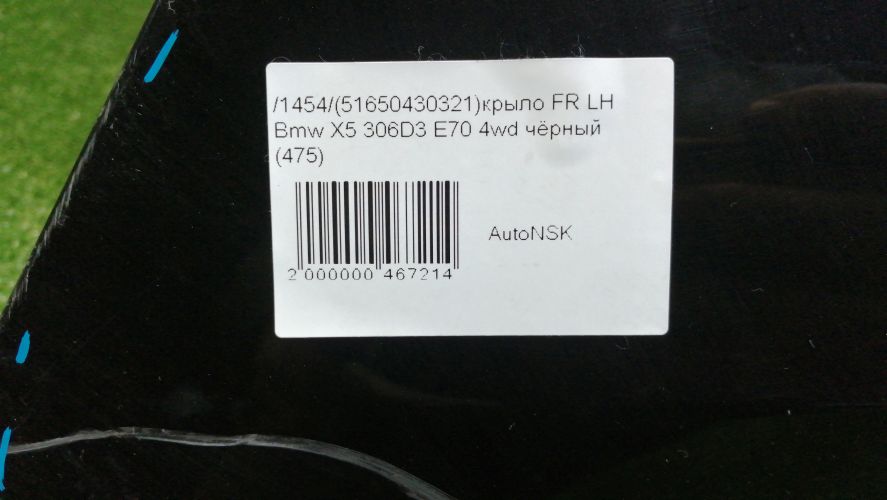 /1454/(51650430321)крыло FR LH
Bmw X5 306D3 E70 4wd чёрный
(475)
AutoNSK
2 000000 467214